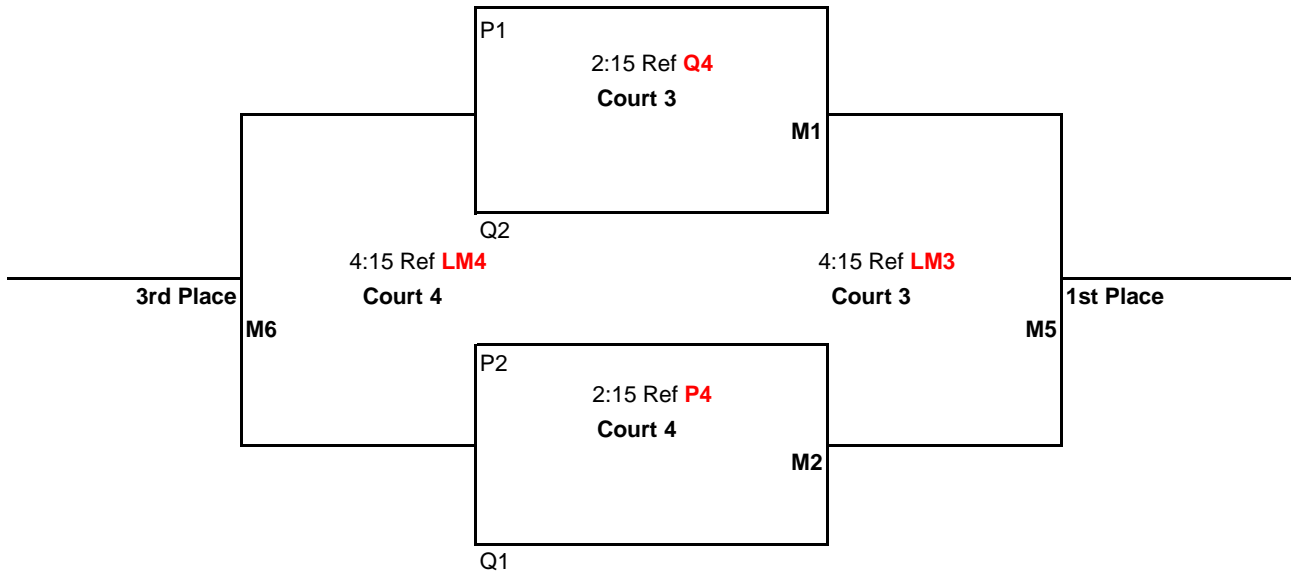 P1
2:15 Ref Q4
Court 3
M1
Q2
4:15 Ref LM4
4:15 Ref LM3
3rd Place
Court 4
Court 3
1st Place
M6
M5
P2
2:15 Ref P4
Court 4
M2
Q1